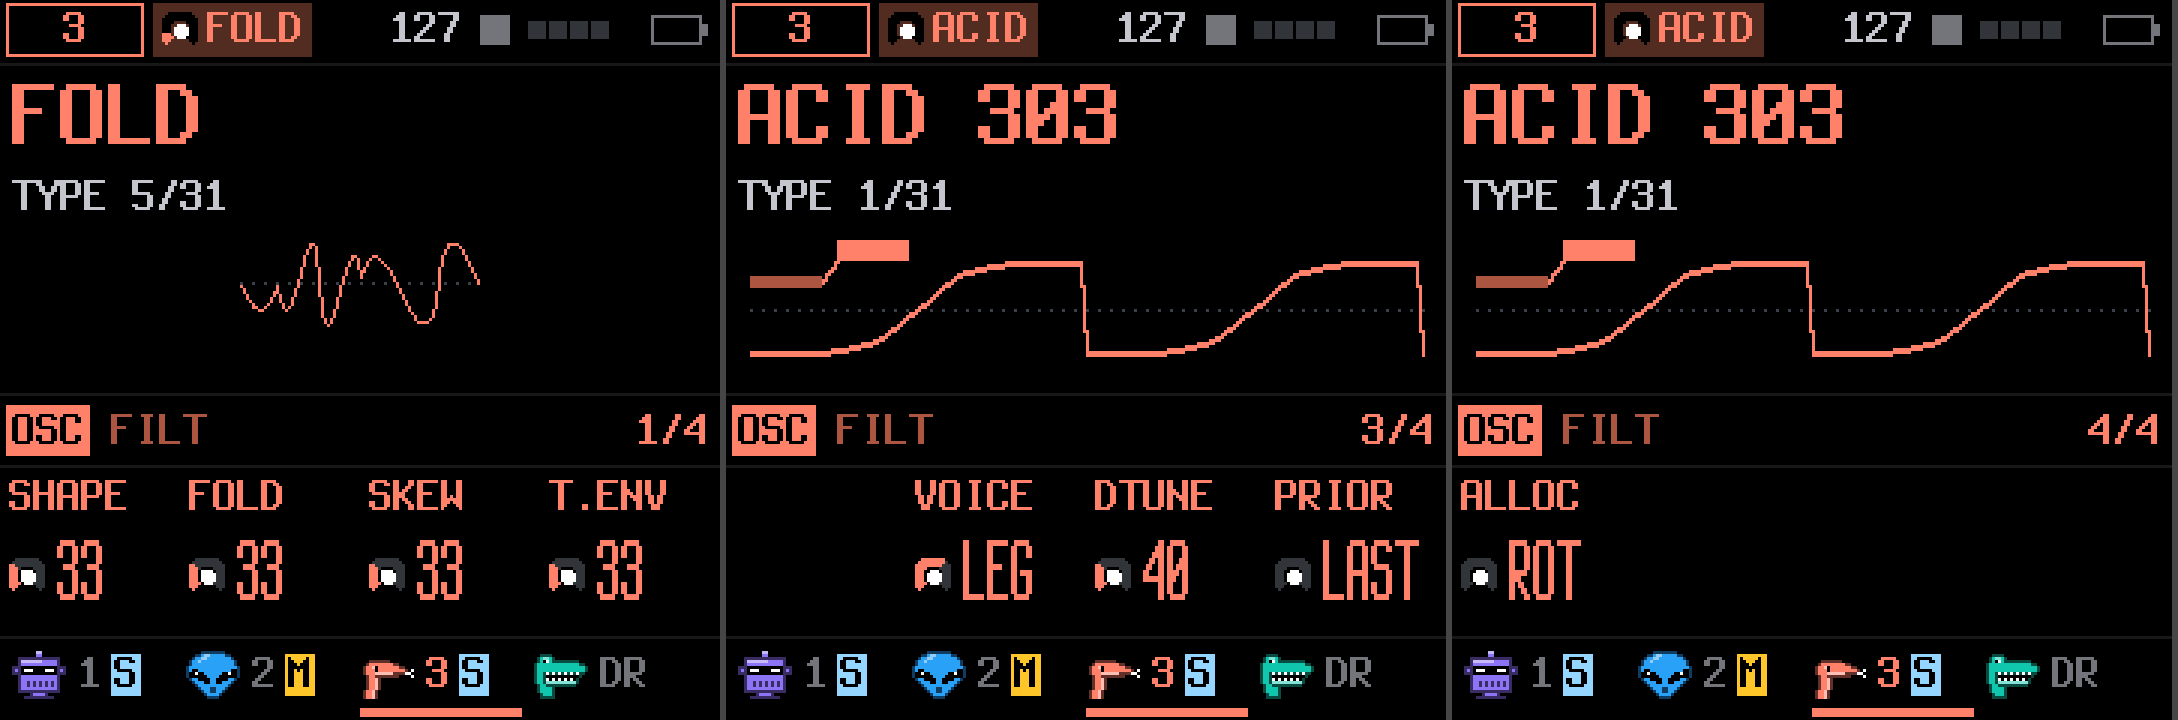 3 FOLD 127
FOLD
TYPE 5/31
OSC FILT 1/4
SHAPE FOLD SKEW T.ENV
33 33 33 33
1 S 2 M 3 S DR
3 ACID 127
ACID 303
TYPE 1/31
OSC FILT 3/4
VOICE DTUNE PRIOR
LEG 40 LAST
1 S 2 M 3 S DR
3 ACID 127
ACID 303
TYPE 1/31
OSC FILT 4/4
ALLOC
ROT
1 S 2 M 3 S DR